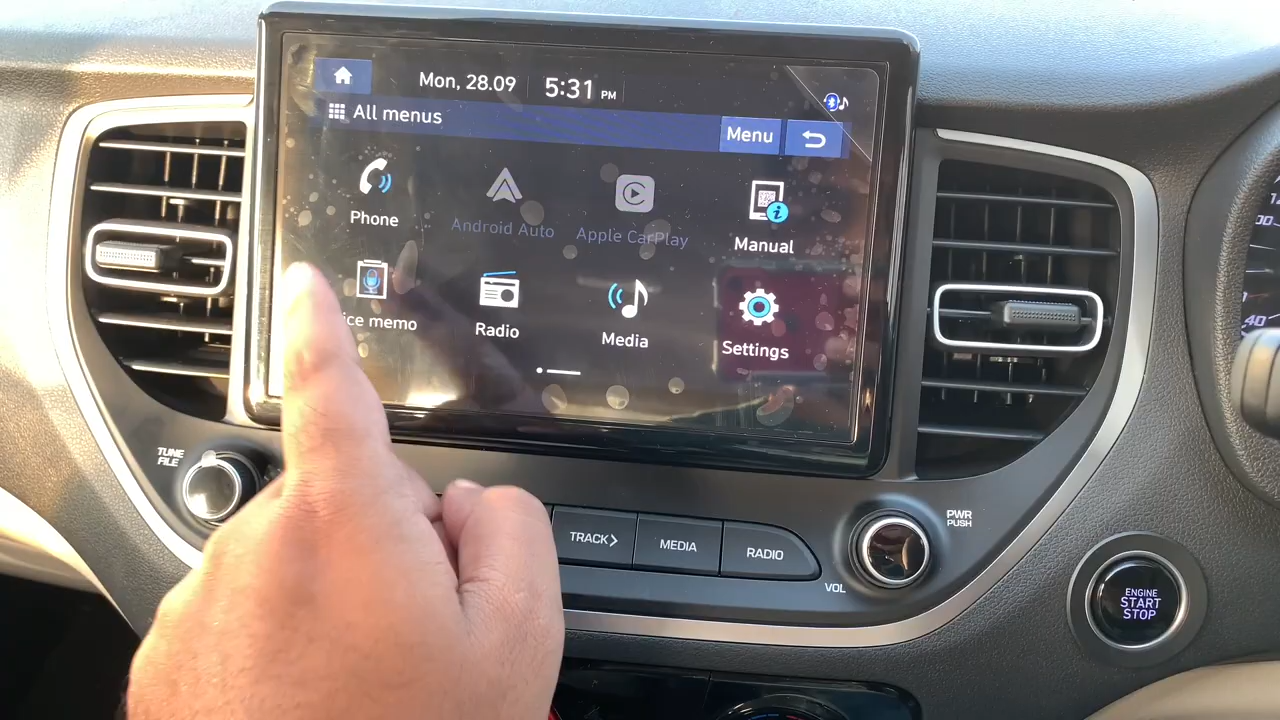 Mon, 28.09 5:31 PM
All menus
Menu
Phone
Android Auto
Apple CarPlay
Manual
ice memo
Radio
Media
Settings
TUNE
FILE
TRACK
MEDIA
RADIO
VOL
PWR
PUSH
ENGINE
START
STOP
40